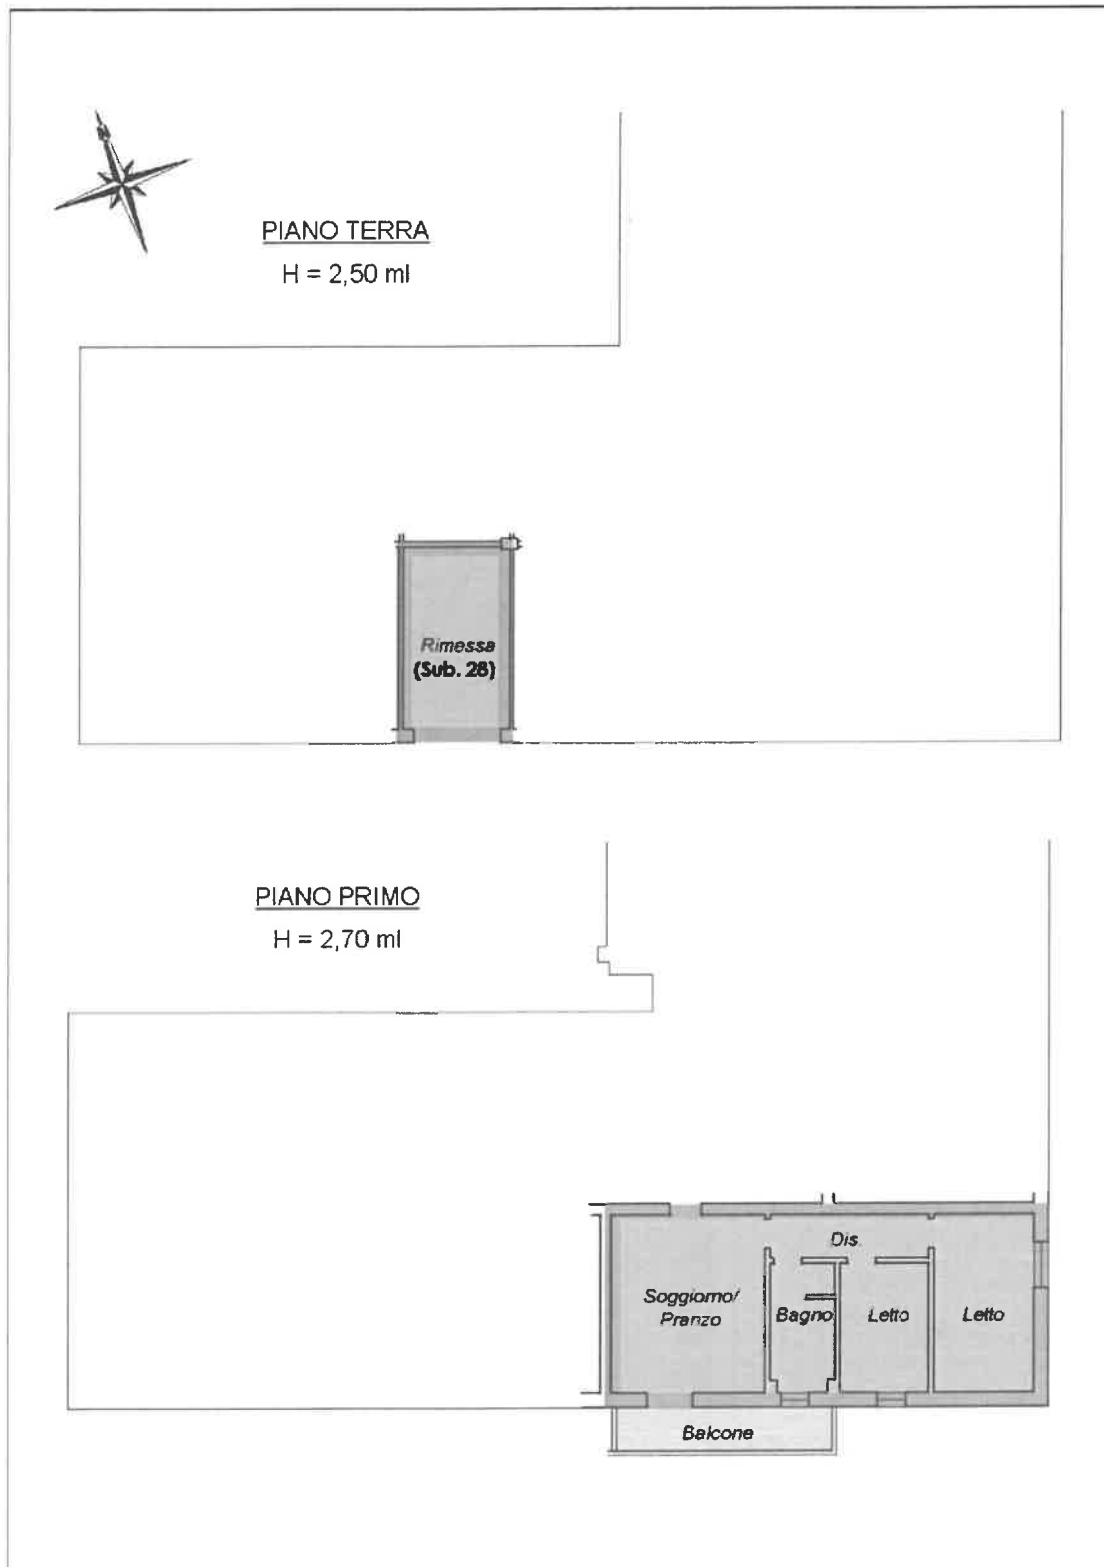 N
PIANO TERRA
H = 2,50 ml
Rimessa
(Sub. 28)
PIANO PRIMO
H = 2,70 ml
Dis.
Soggiorno/
Pranzo
Bagno
Letto
Letto
Balcone